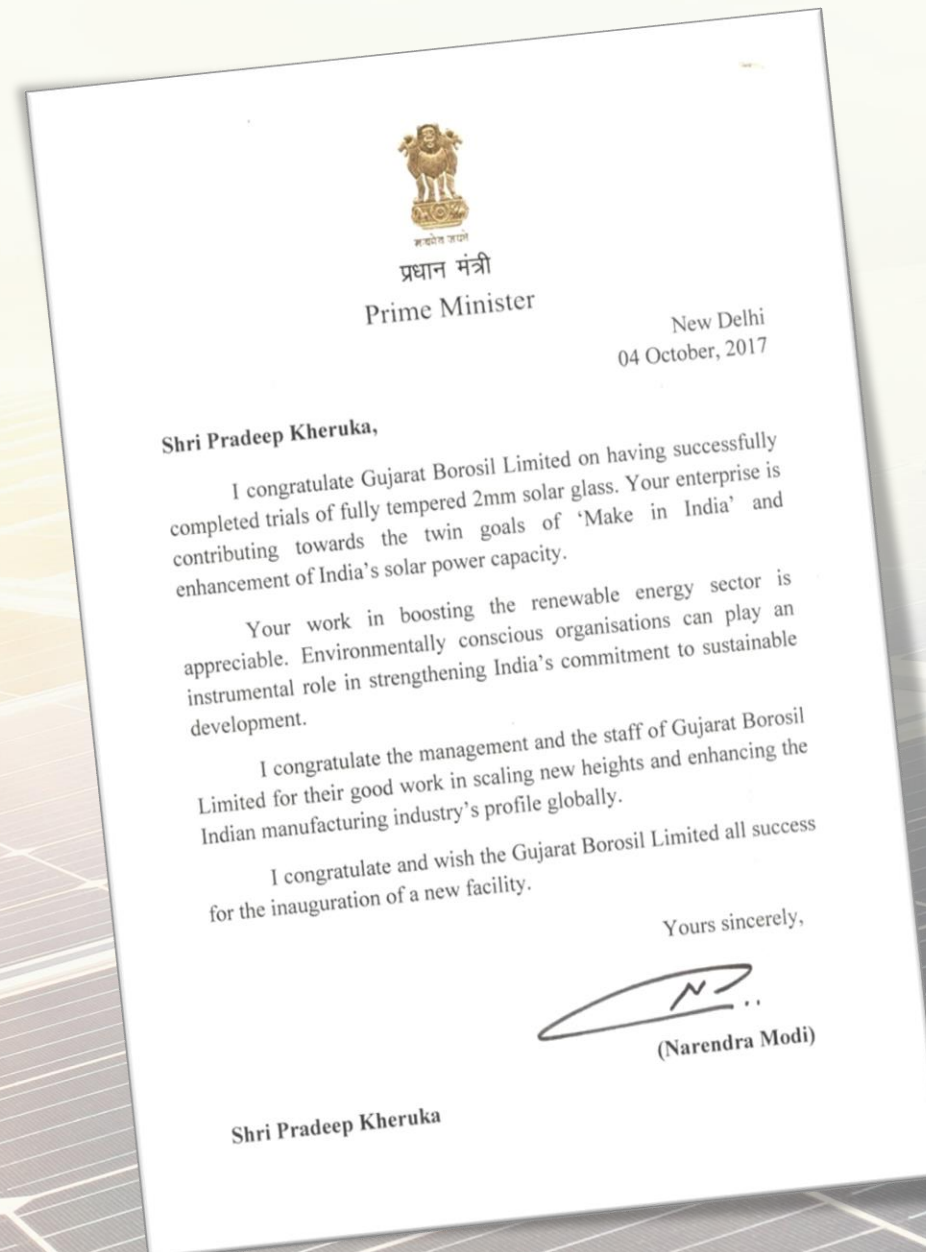 सत्यमेव जयते
प्रधान मंत्री
Prime Minister
New Delhi
04 October, 2017
Shri Pradeep Kheruka,
I congratulate Gujarat Borosil Limited on having successfully
completed trials of fully tempered 2mm solar glass. Your enterprise is
contributing towards the twin goals of ‘Make in India’ and
enhancement of India’s solar power capacity.
Your work in boosting the renewable energy sector is
appreciable. Environmentally conscious organisations can play an
instrumental role in strengthening India’s commitment to sustainable
development.
I congratulate the management and the staff of Gujarat Borosil
Limited for their good work in scaling new heights and enhancing the
Indian manufacturing industry’s profile globally.
I congratulate and wish the Gujarat Borosil Limited all success
for the inauguration of a new facility.
Yours sincerely,
(Narendra Modi)
Shri Pradeep Kheruka